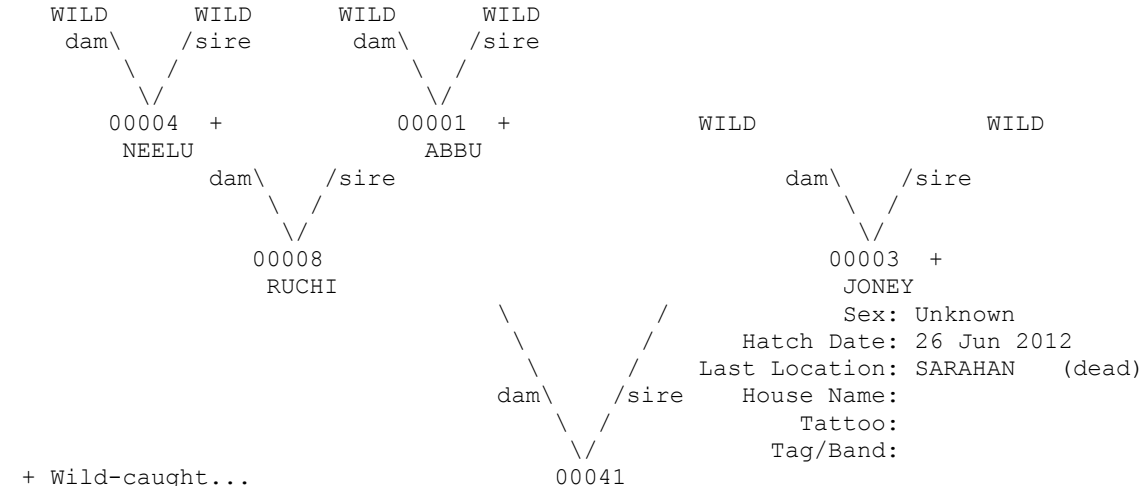 WILD WILD WILD WILD
dam\ /sire dam\ /sire
\ / \ /
\/ \/
00004 + 00001 + WILD WILD
NEELU ABBU
dam\ /sire dam\ /sire
\ / \ /
\/ \/
00008 00003 +
RUCHI JONEY
\ / Sex: Unknown
\ / Hatch Date: 26 Jun 2012
\ / Last Location: SARAHAN (dead)
dam\ /sire House Name:
\ / Tattoo:
\/ Tag/Band:
+ Wild-caught... 00041